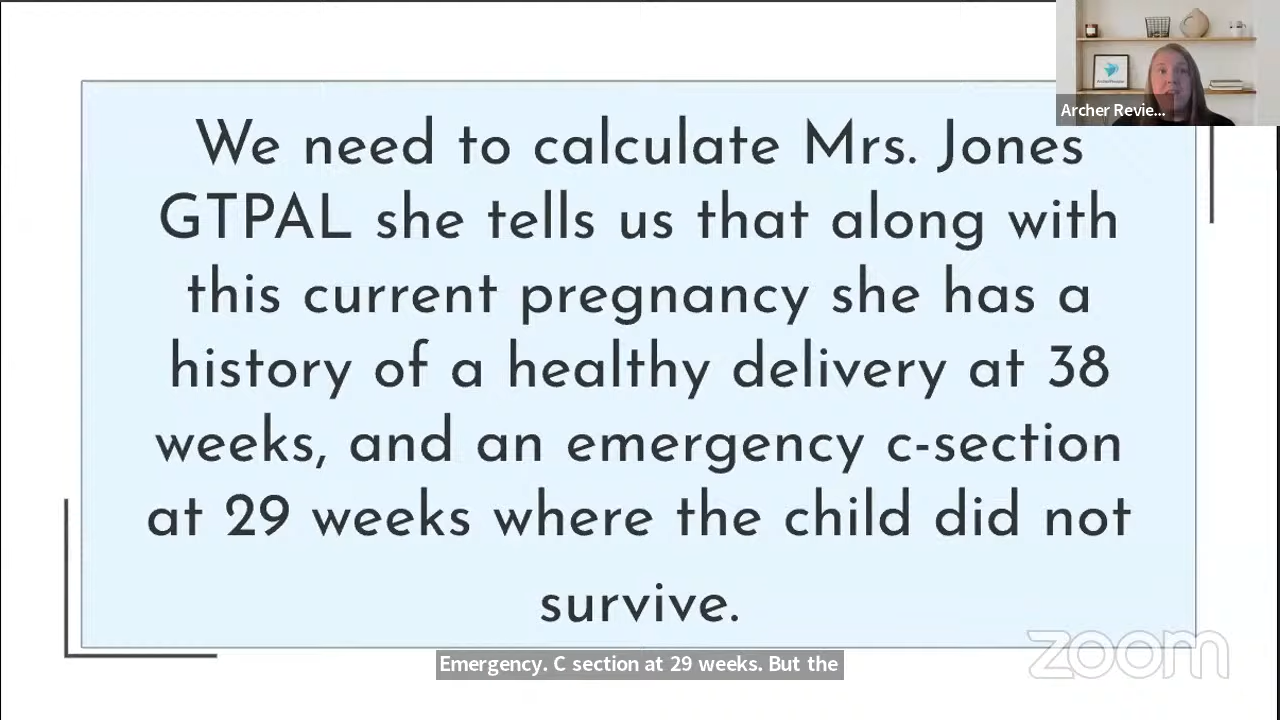 We need to calculate Mrs. Jones
GTPAL she tells us that along with
this current pregnancy she has a
history of a healthy delivery at 38
weeks, and an emergency c-section
at 29 weeks where the child did not
survive.
Archer Revie...
zoom
Emergency. C section at 29 weeks. But the